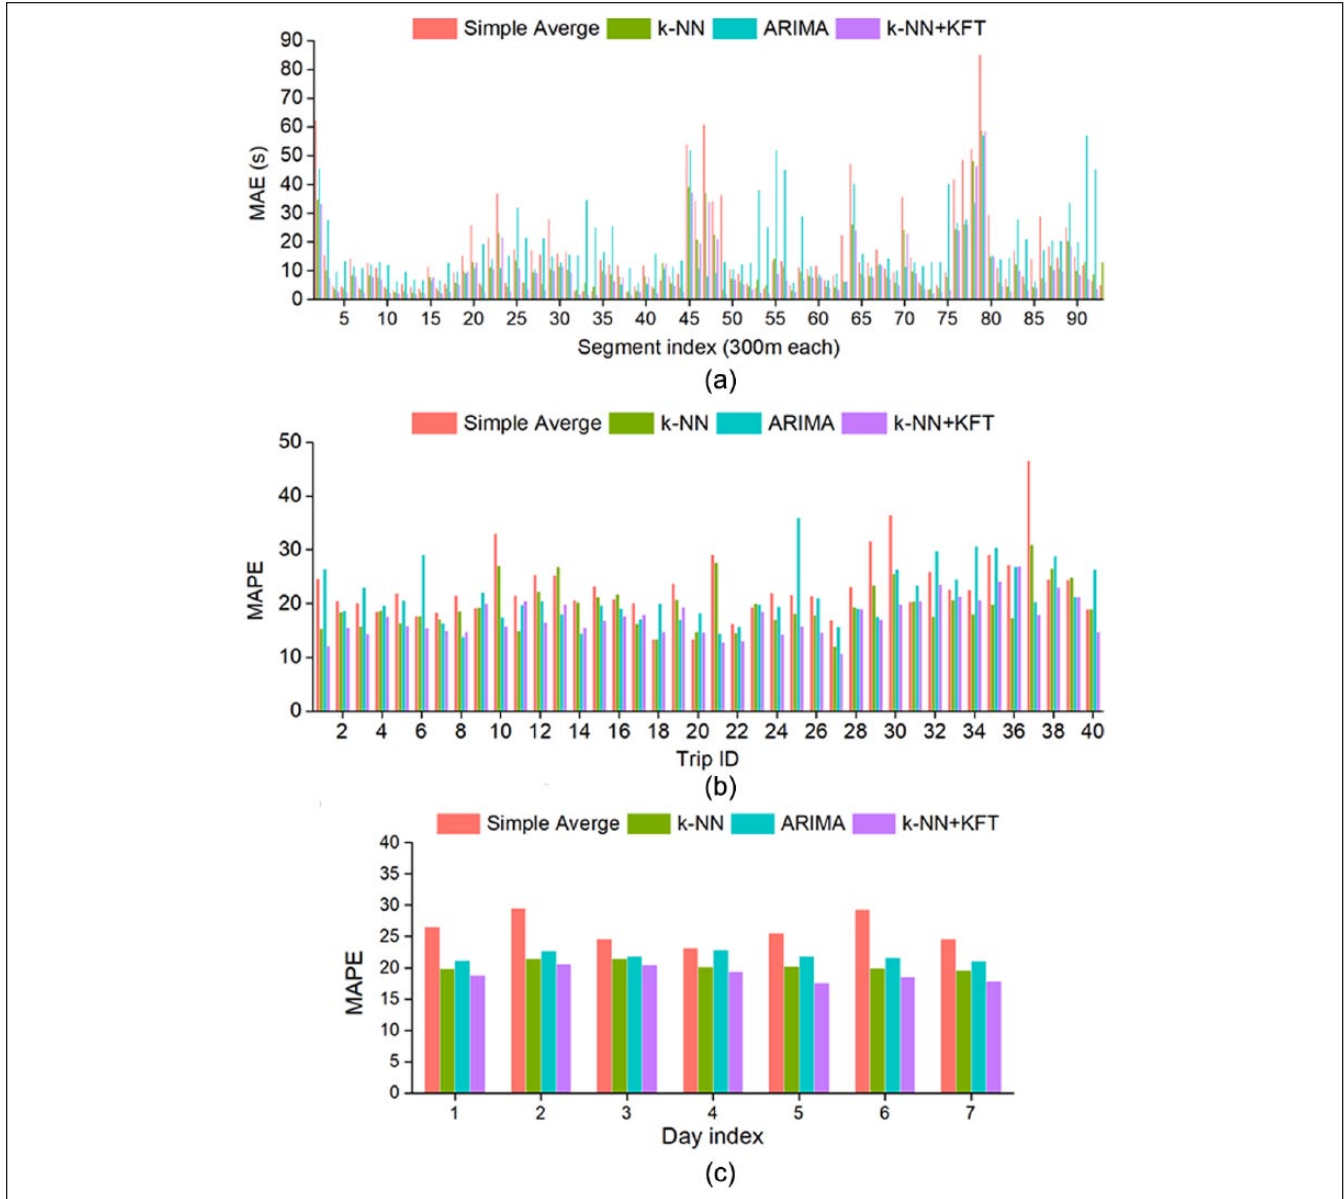 Simple Averge k-NN ARIMA k-NN+KFT
90
80
70
60
50
40
30
20
10
0
MAE (s)
5 10 15 20 25 30 35 40 45 50 55 60 65 70 75 80 85 90
Segment index (300m each)
(a)
Simple Averge k-NN ARIMA k-NN+KFT
50
40
30
20
10
0
MAPE
2 4 6 8 10 12 14 16 18 20 22 24 26 28 30 32 34 36 38 40
Trip ID
(b)
Simple Averge k-NN ARIMA k-NN+KFT
40
35
30
25
20
15
10
5
0
MAPE
1 2 3 4 5 6 7
Day index
(c)